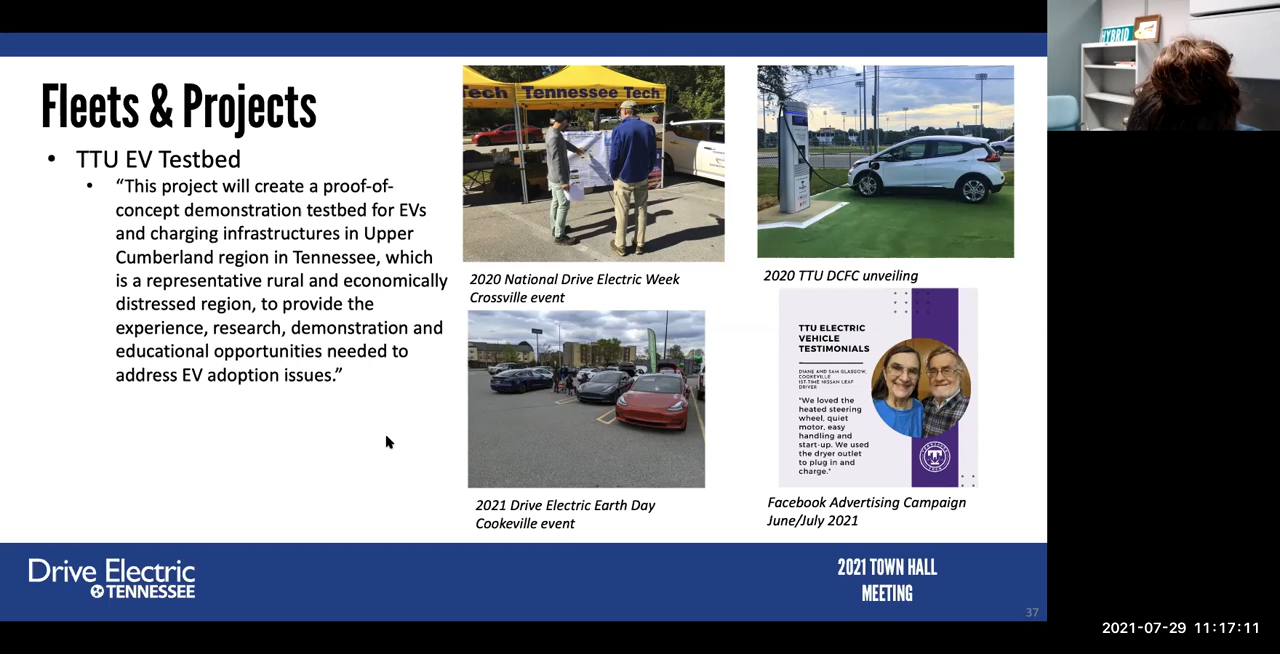 Fleets & Projects
• TTU EV Testbed
• “This project will create a proof-of-
concept demonstration testbed for EVs
and charging infrastructures in Upper
Cumberland region in Tennessee, which
is a representative rural and economically
distressed region, to provide the
experience, research, demonstration and
educational opportunities needed to
address EV adoption issues.”
Tech Tennessee Tech
2020 National Drive Electric Week
Crossville event
2020 TTU DCFC unveiling
2021 Drive Electric Earth Day
Cookeville event
TTU ELECTRIC
VEHICLE
TESTIMONIALS
DIANE AND SAM GLASGOW,
COOKEVILLE
1ST-TIME NISSAN LEAF
DRIVER
"We loved the
heated steering
wheel, quiet
motor, easy
handling and
start-up. We used
the dryer outlet
to plug in and
charge."
Facebook Advertising Campaign
June/July 2021
Drive Electric
TENNESSEE
2021 TOWN HALL
MEETING
37
HYBRID
2021-07-29 11:17:11